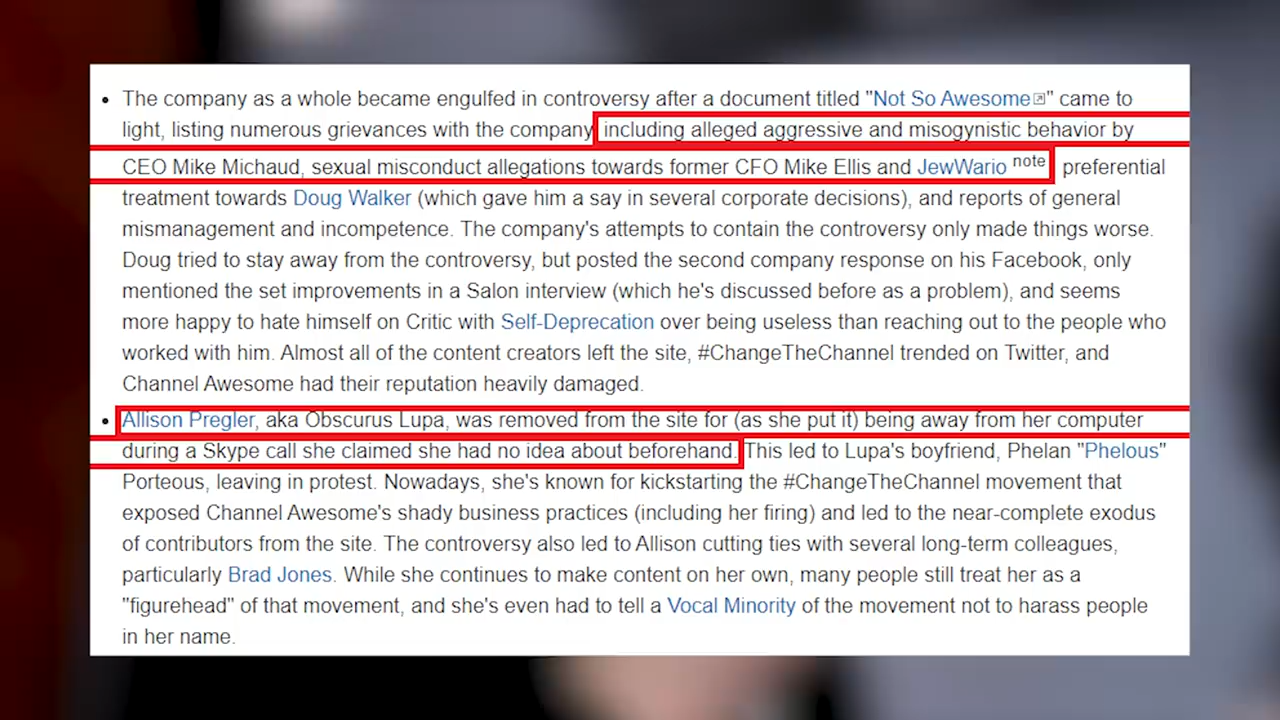 • The company as a whole became engulfed in controversy after a document titled "Not So Awesome" came to
light, listing numerous grievances with the company including alleged aggressive and misogynistic behavior by
CEO Mike Michaud, sexual misconduct allegations towards former CFO Mike Ellis and JewWario note preferential
treatment towards Doug Walker (which gave him a say in several corporate decisions), and reports of general
mismanagement and incompetence. The company's attempts to contain the controversy only made things worse.
Doug tried to stay away from the controversy, but posted the second company response on his Facebook, only
mentioned the set improvements in a Salon interview (which he's discussed before as a problem), and seems
more happy to hate himself on Critic with Self-Deprecation over being useless than reaching out to the people who
worked with him. Almost all of the content creators left the site, #ChangeTheChannel trended on Twitter, and
Channel Awesome had their reputation heavily damaged.
• Allison Pregler, aka Obscurus Lupa, was removed from the site for (as she put it) being away from her computer
during a Skype call she claimed she had no idea about beforehand. This led to Lupa's boyfriend, Phelan "Phelous"
Porteous, leaving in protest. Nowadays, she's known for kickstarting the #ChangeTheChannel movement that
exposed Channel Awesome's shady business practices (including her firing) and led to the near-complete exodus
of contributors from the site. The controversy also led to Allison cutting ties with several long-term colleagues,
particularly Brad Jones. While she continues to make content on her own, many people still treat her as a
"figurehead" of that movement, and she's even had to tell a Vocal Minority of the movement not to harass people
in her name.